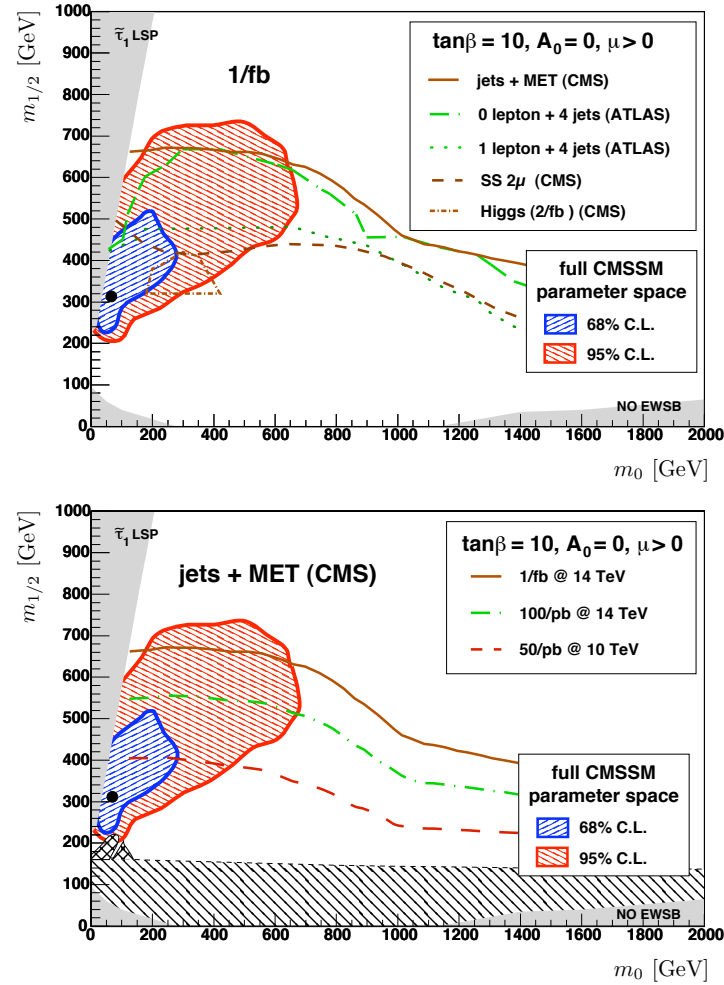 m1/2 [GeV]
1000
900
800
700
600
500
400
300
200
100
0
τ̃1 LSP
1/fb
tanβ = 10, A0 = 0, μ > 0
jets + MET (CMS)
0 lepton + 4 jets (ATLAS)
1 lepton + 4 jets (ATLAS)
SS 2μ (CMS)
Higgs (2/fb ) (CMS)
full CMSSM
parameter space
68% C.L.
95% C.L.
NO EWSB
0 200 400 600 800 1000 1200 1400 1600 1800 2000
m0 [GeV]
m1/2 [GeV]
1000
900
800
700
600
500
400
300
200
100
0
τ̃1 LSP
jets + MET (CMS)
tanβ = 10, A0 = 0, μ > 0
1/fb @ 14 TeV
100/pb @ 14 TeV
50/pb @ 10 TeV
full CMSSM
parameter space
68% C.L.
95% C.L.
NO EWSB
0 200 400 600 800 1000 1200 1400 1600 1800 2000
m0 [GeV]